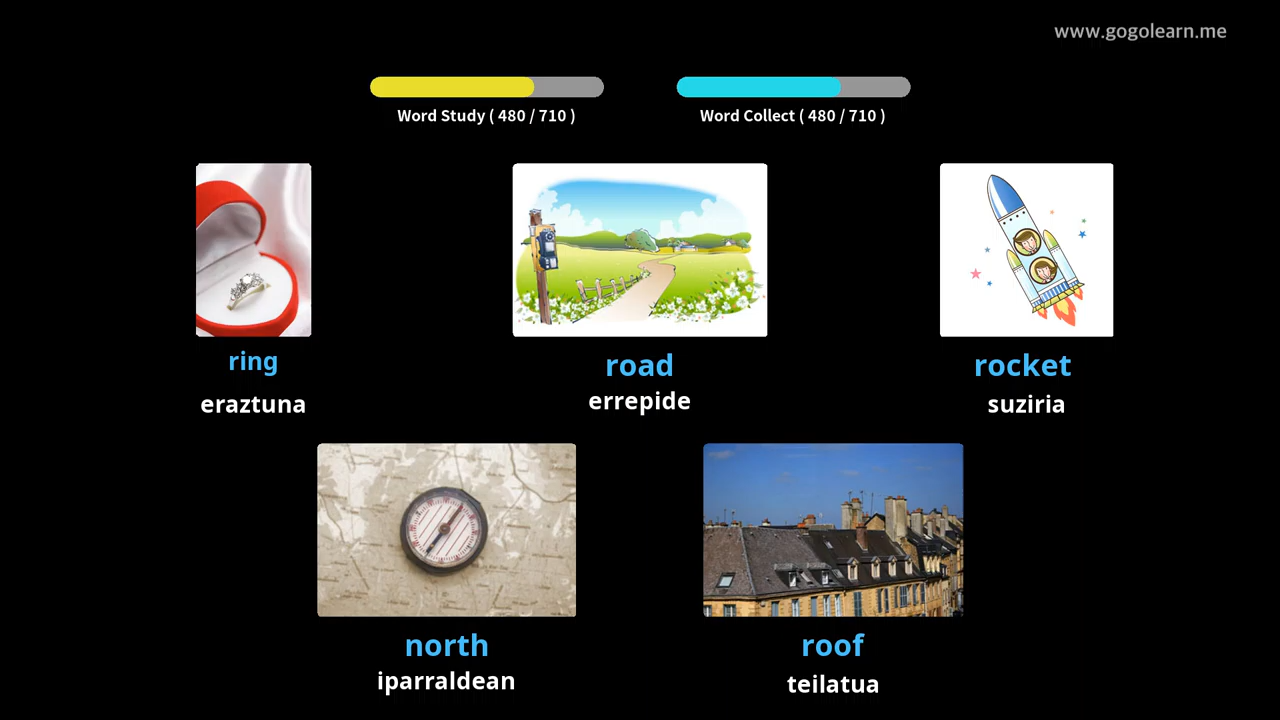 www.gogolearn.me
Word Study ( 480 / 710 )
Word Collect ( 480 / 710 )
ring
eraztuna
road
errepide
rocket
suziria
north
iparraldean
roof
teilatua